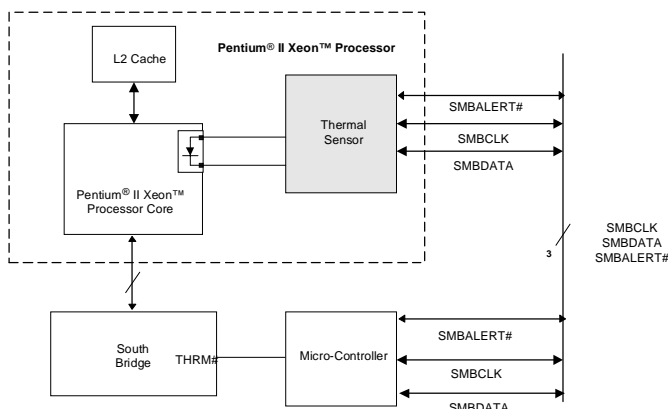 Pentium® II Xeon™ Processor
L2 Cache
Thermal
Sensor
SMBALERT#
SMBCLK
SMBDATA
Pentium® II Xeon™
Processor Core
3
SMBCLK
SMBDATA
SMBALERT#
South
Bridge
THRM#
Micro-Controller
SMBALERT#
SMBCLK
SMBDATA